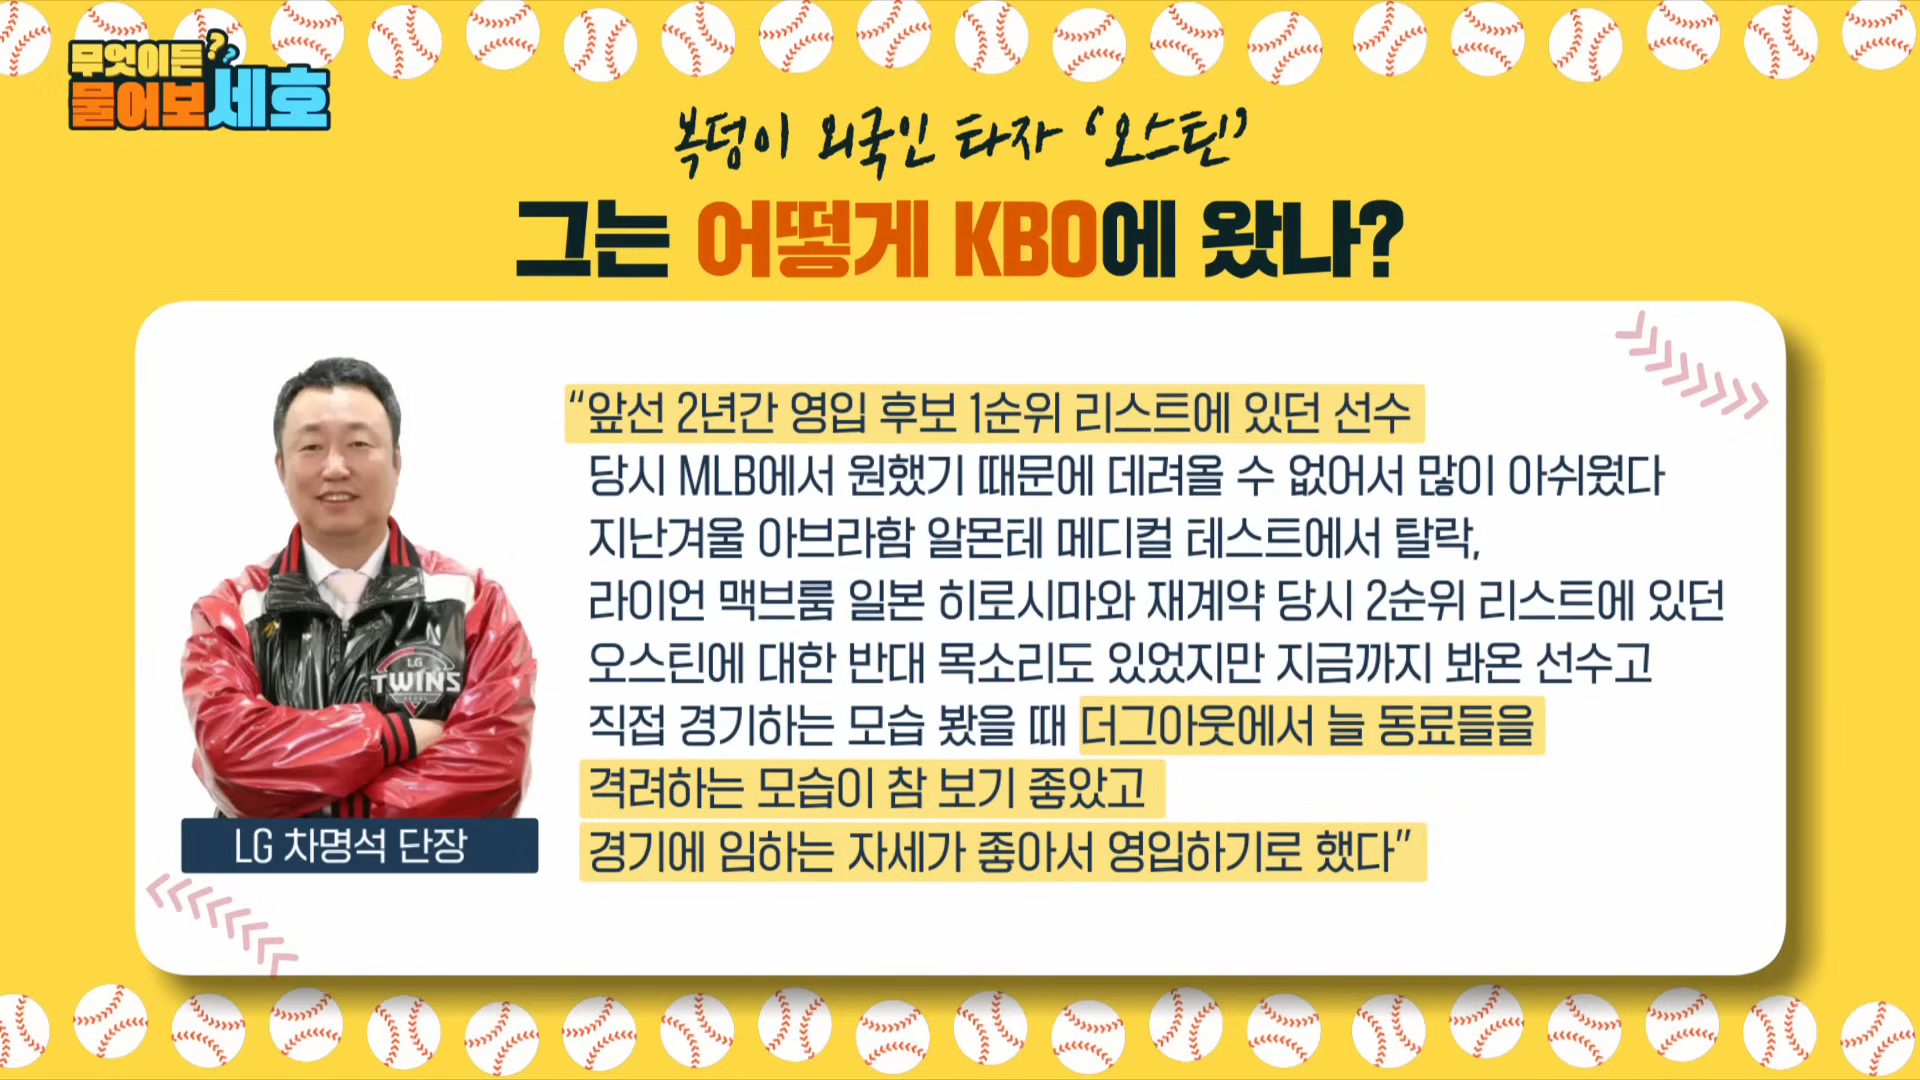 무엇이든??
물어보세호
복덩이 외국인 타자 ‘오스틴’
그는 어떻게 KBO에 왔나?
“앞선 2년간 영입 후보 1순위 리스트에 있던 선수
당시 MLB에서 원했기 때문에 데려올 수 없어서 많이 아쉬웠다
지난겨울 아브라함 알몬테 메디컬 테스트에서 탈락,
라이언 맥브룸 일본 히로시마와 재계약 당시 2순위 리스트에 있던
오스틴에 대한 반대 목소리도 있었지만 지금까지 봐온 선수고
직접 경기하는 모습 봤을 때 더그아웃에서 늘 동료들을
격려하는 모습이 참 보기 좋았고
경기에 임하는 자세가 좋아서 영입하기로 했다”
LG
TWINS
LG 차명석 단장